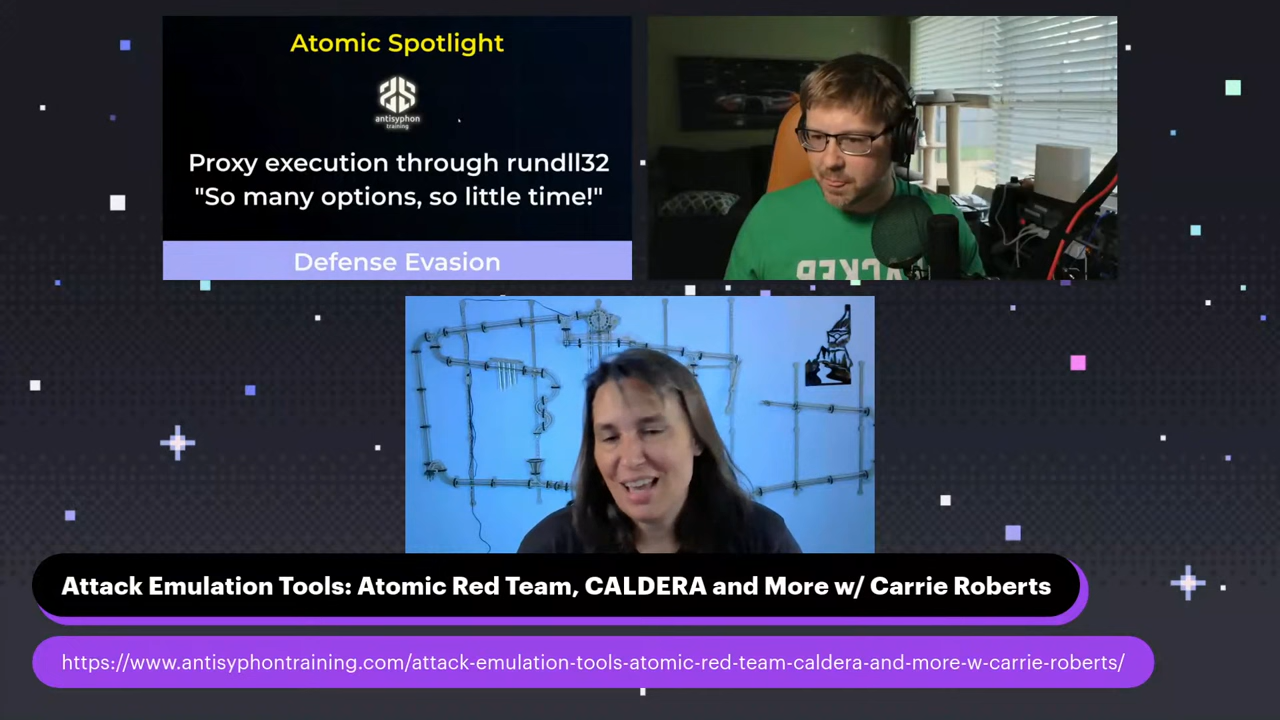 Atomic Spotlight
antisyphon
training
Proxy execution through rundll32
"So many options, so little time!"
Defense Evasion
Attack Emulation Tools: Atomic Red Team, CALDERA and More w/ Carrie Roberts
https://www.antisyphontraining.com/attack-emulation-tools-atomic-red-team-caldera-and-more-w-carrie-roberts/